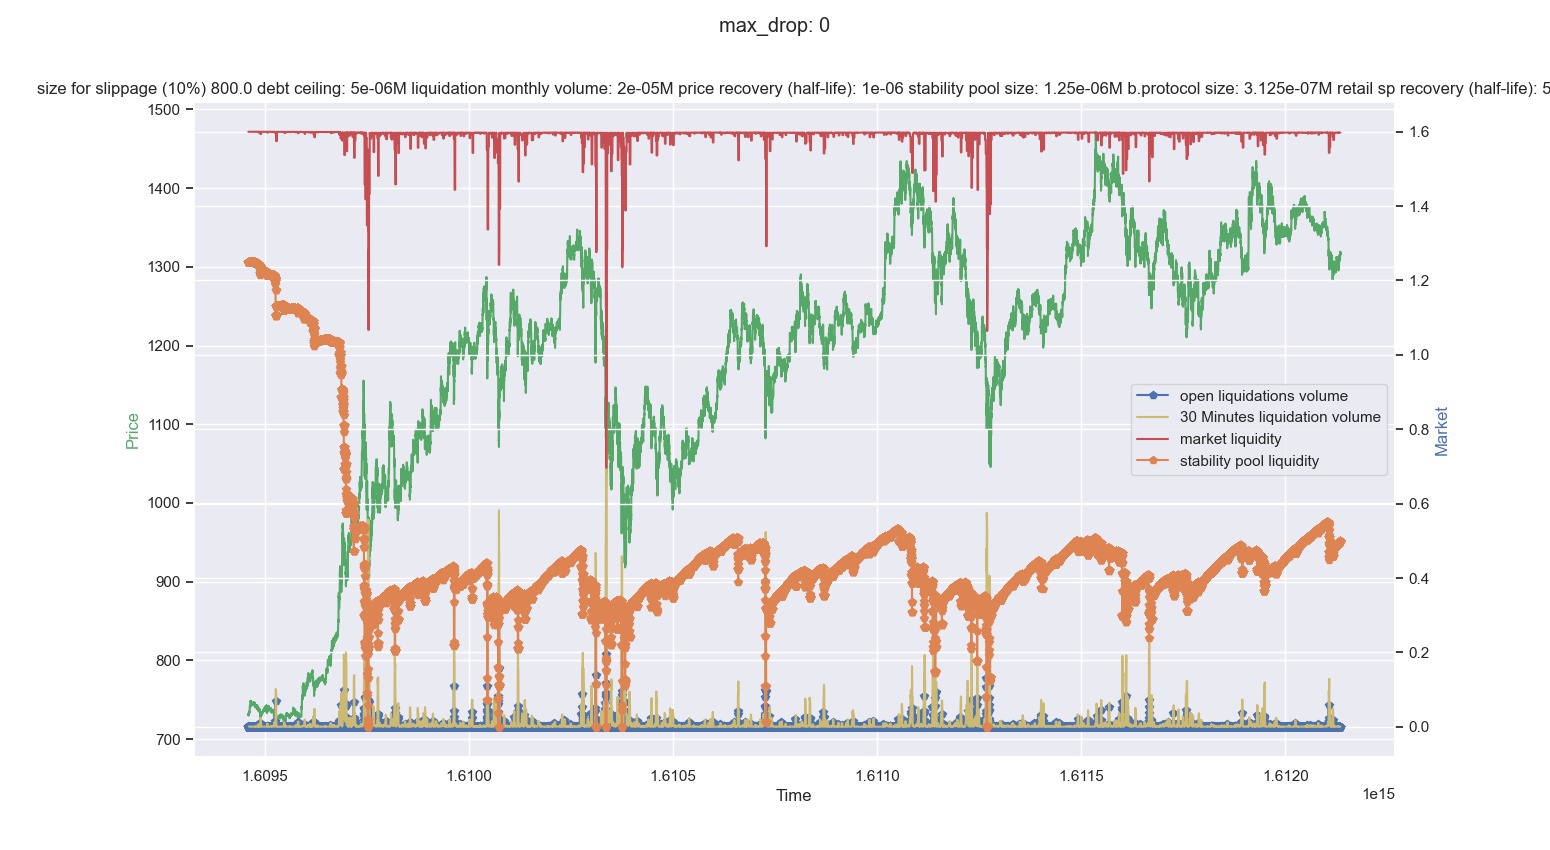 max_drop: 0
size for slippage (10%) 800.0 debt ceiling: 5e-06M liquidation monthly volume: 2e-05M price recovery (half-life): 1e-06 stability pool size: 1.25e-06M b.protocol size: 3.125e-07M retail sp recovery (half-life): 5
1500
1400
1300
1200
1100
1000
900
800
700
Price
1.6
1.4
1.2
1.0
0.8
0.6
0.4
0.2
0.0
Market
open liquidations volume
30 Minutes liquidation volume
market liquidity
stability pool liquidity
1.6095
1.6100
1.6105
1.6110
1.6115
1.6120
Time
1e15